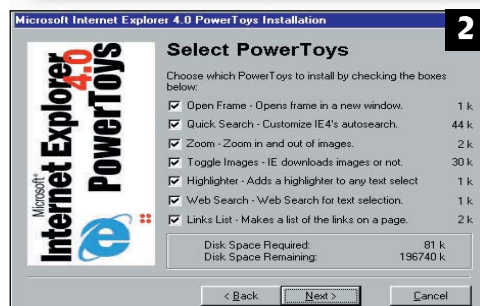 Microsoft Internet Explorer 4.0 PowerToys Installation
2
Microsoft®
Internet Explorer
4.0
PowerToys
Select PowerToys
Choose which PowerToys to install by checking the boxes
below:
Open Frame - Opens frame in a new window. 1 k
Quick Search - Customize IE4's autosearch. 44 k
Zoom - Zoom in and out of images. 2 k
Toggle Images - IE downloads images or not. 30 k
Highlighter - Adds a highlighter to any text select 1 k
Web Search - Web Search for text selection. 1 k
Links List - Makes a list of the links on a page. 2 k
Disk Space Required: 81 k
Disk Space Remaining: 196740 k
< Back Next > Cancel